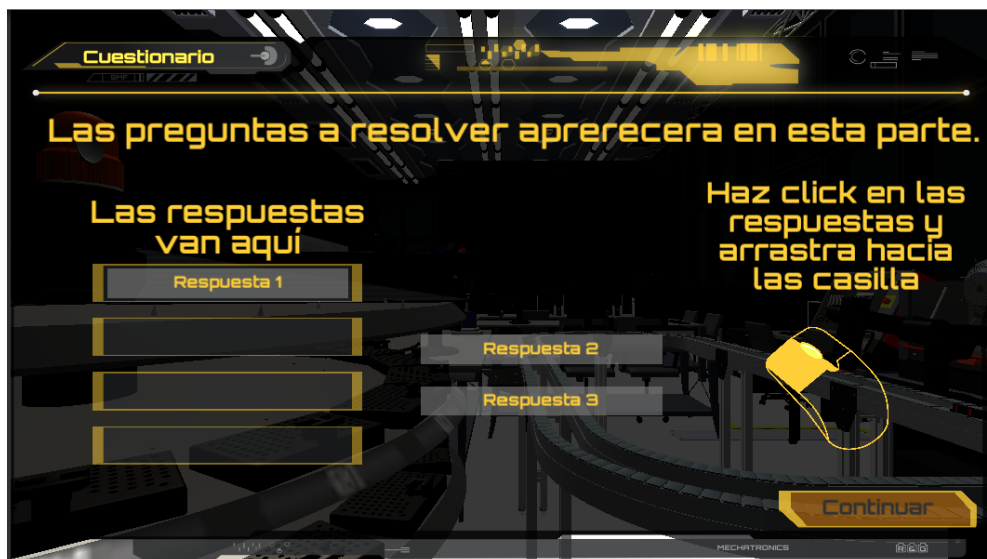 Cuestionario
SHF
Las preguntas a resolver aprerecera en esta parte.
Las respuestas
van aquí
Haz click en las
respuestas y
arrastra hacia
las casilla
Respuesta 1
Respuesta 2
Respuesta 3
Continuar
MECHATRONICS